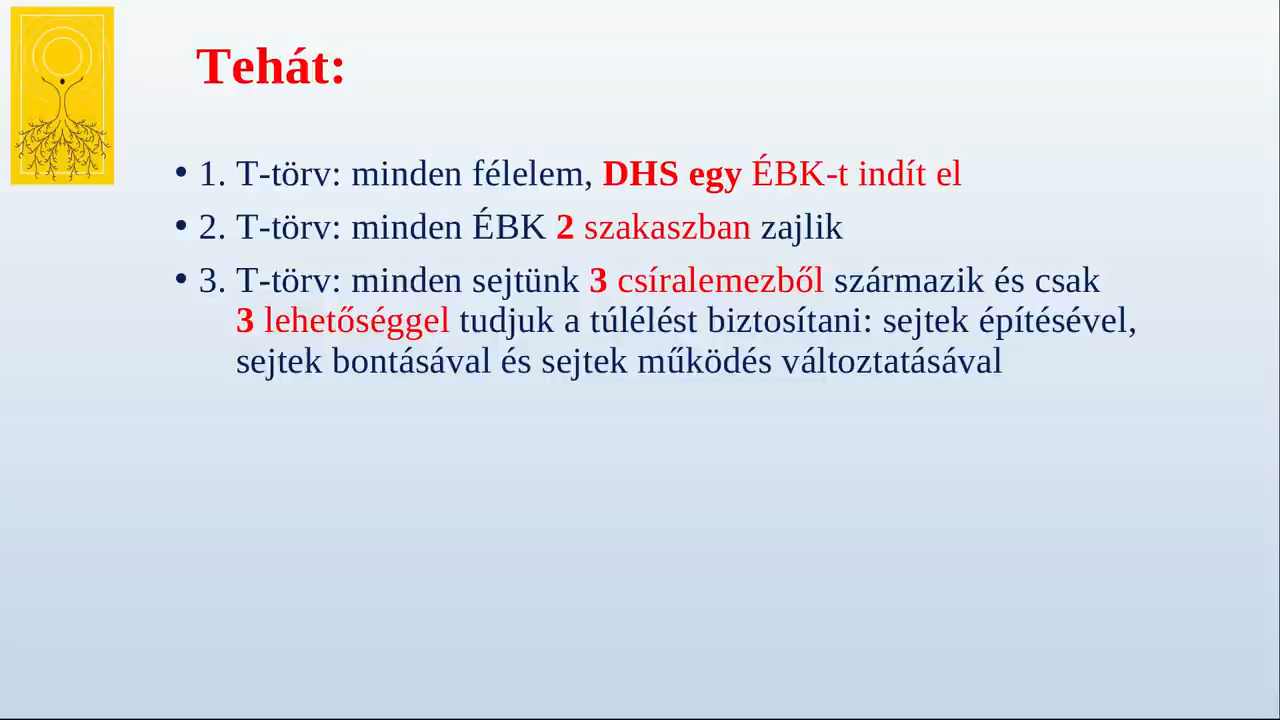 Tehát:
• 1. T-törv: minden félelem, DHS egy ÉBK-t indít el
• 2. T-törv: minden ÉBK 2 szakaszban zajlik
• 3. T-törv: minden sejtünk 3 csíralemezből származik és csak
3 lehetőséggel tudjuk a túlélést biztosítani: sejtek építésével,
sejtek bontásával és sejtek működés változtatásával